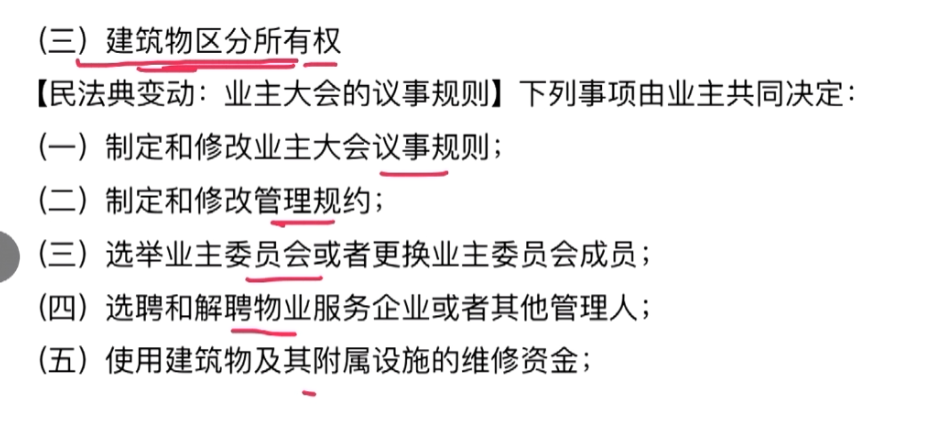 （三）建筑物区分所有权
【民法典变动：业主大会的议事规则】下列事项由业主共同决定：
（一）制定和修改业主大会议事规则；
（二）制定和修改管理规约；
（三）选举业主委员会或者更换业主委员会成员；
（四）选聘和解聘物业服务企业或者其他管理人；
（五）使用建筑物及其附属设施的维修资金；